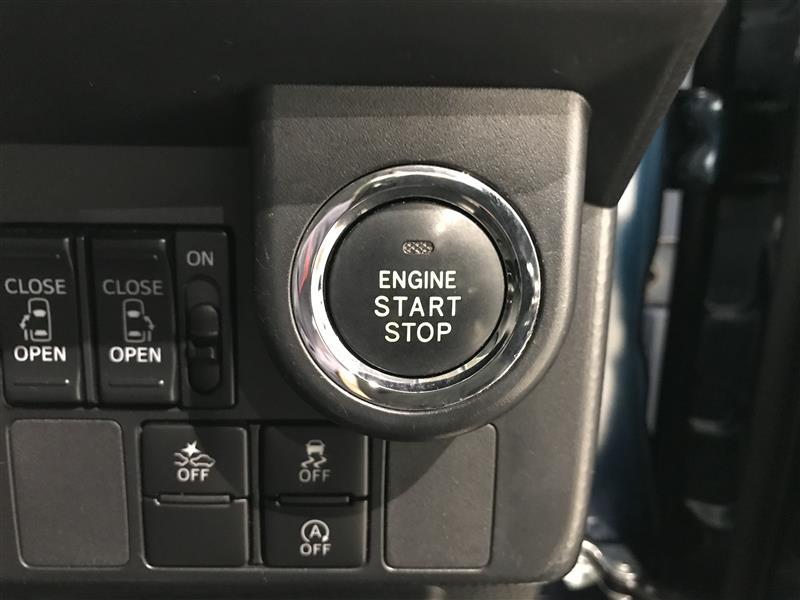 ENGINE
START
STOP
CLOSE
OPEN
CLOSE
OPEN
ON
OFF
OFF
A
OFF